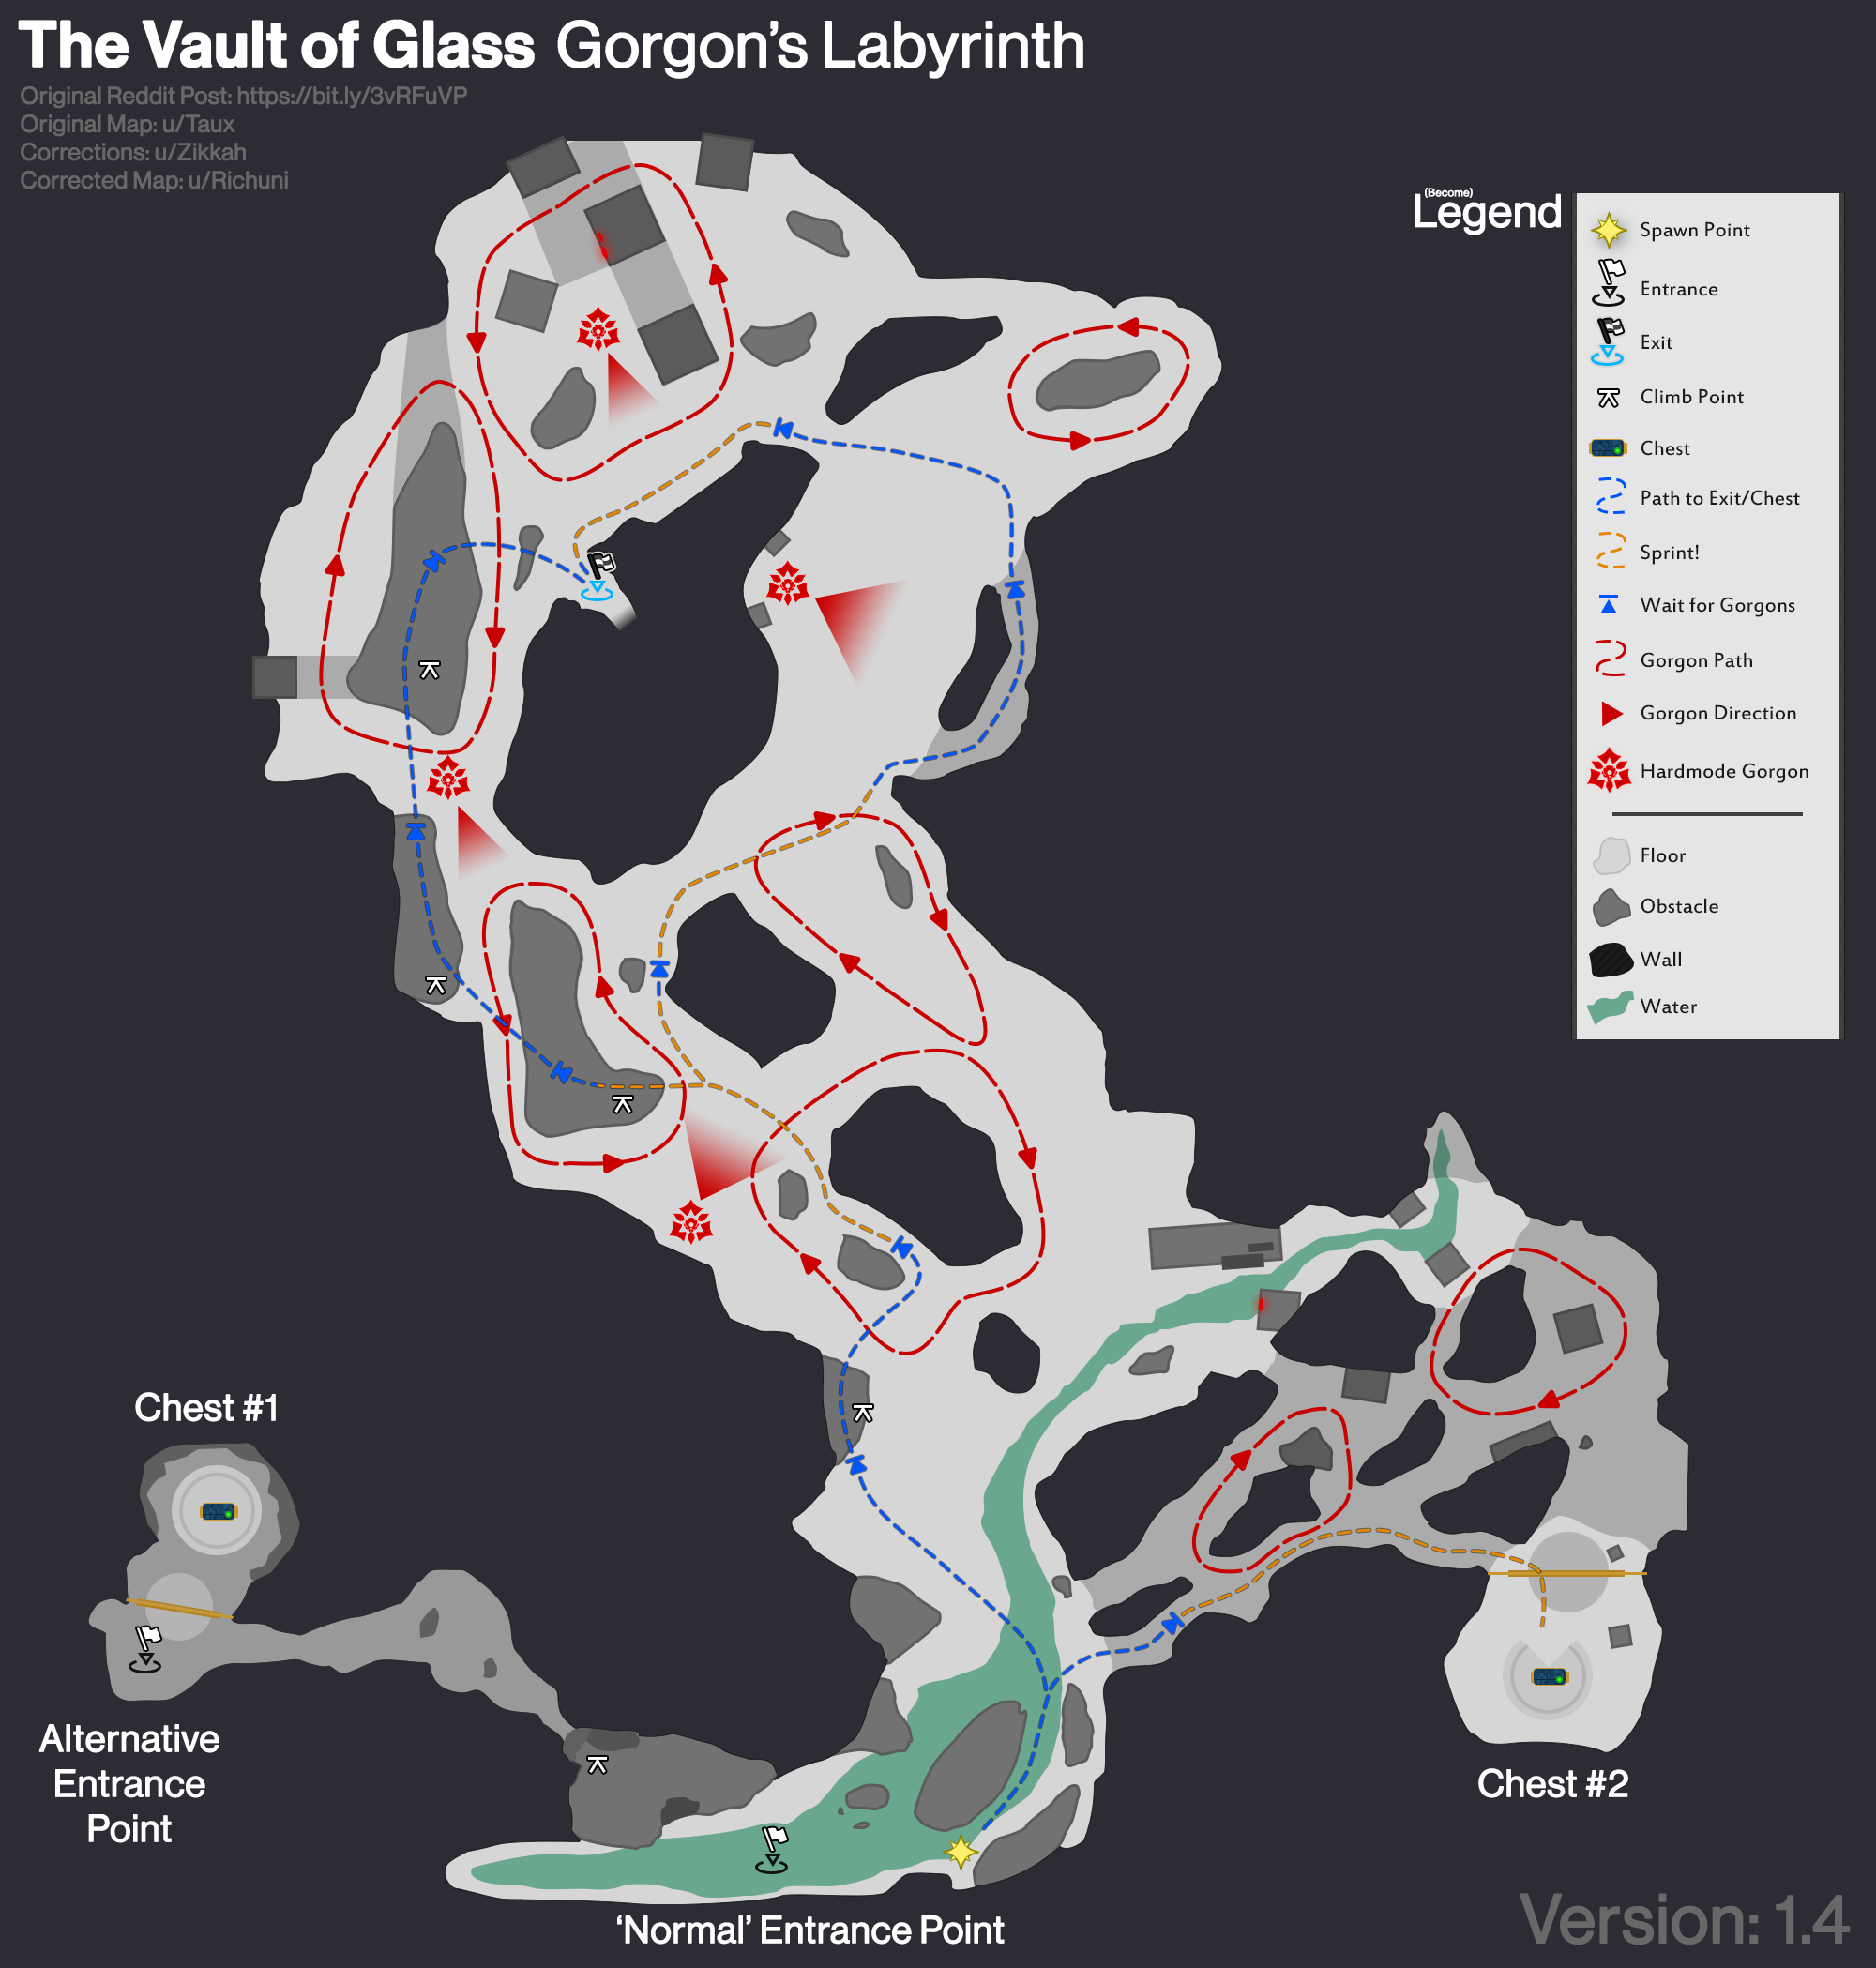 The Vault of Glass Gorgon's Labyrinth
Original Reddit Post: https://bit.ly/3vRFuVP
Original Map: u/Taux
Corrections: u/Zikkah
Corrected Map: u/Richuni
(Become)
Legend
Spawn Point
Entrance
Exit
Climb Point
Chest
Path to Exit/Chest
Sprint!
Wait for Gorgons
Gorgon Path
Gorgon Direction
Hardmode Gorgon
Floor
Obstacle
Wall
Water
Chest #1
Alternative
Entrance
Point
Chest #2
‘Normal’ Entrance Point
Version: 1.4